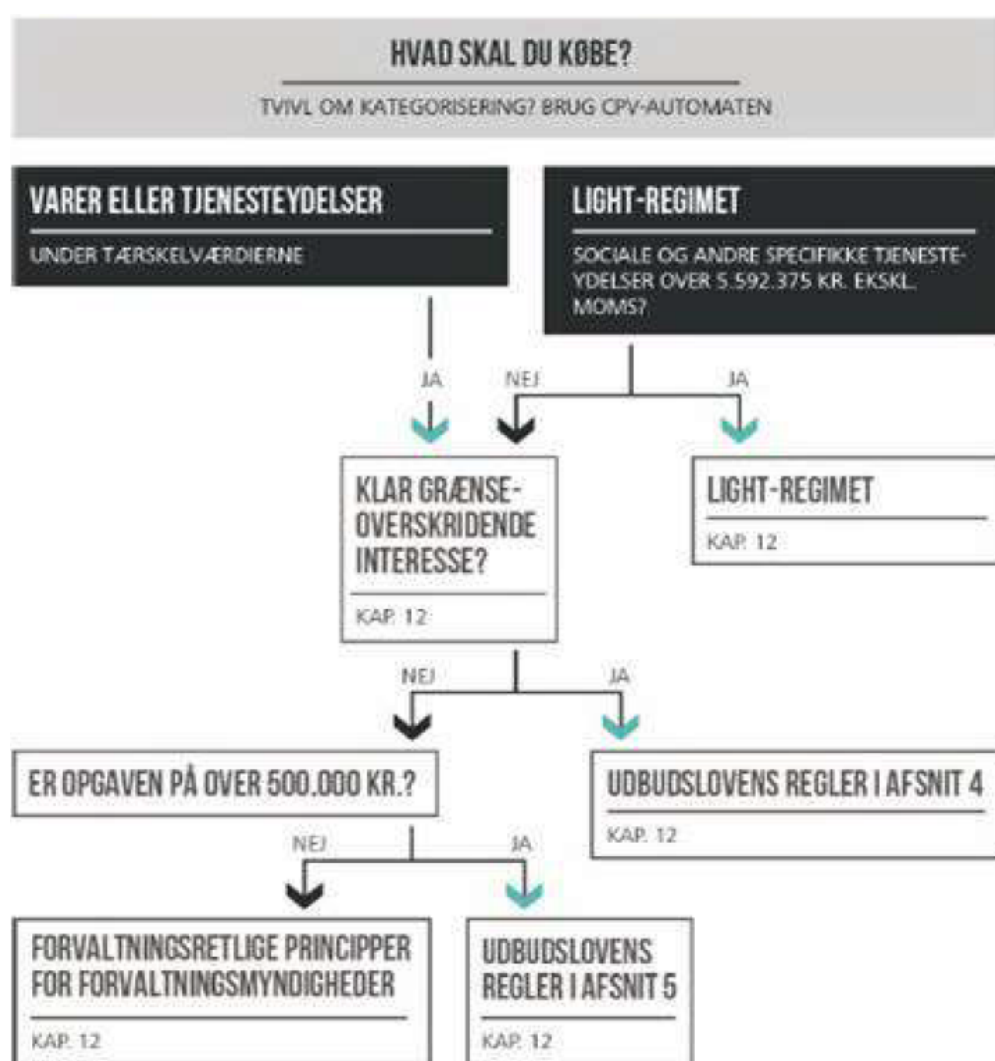 HVAD SKAL DU KØBE?
TVIVL OM KATEGORISERING? BRUG CPV-AUTOMATEN
VARER ELLER TJENESTEYDELSER
UNDER TÆRSKELVÆRDIERNE
LIGHT-REGIMET
SOCIALE OG ANDRE SPECIFIKKE TJENESTE-
YDELSER OVER 5.592.375 KR. EKSKL.
MOMS?
JA
NEJ
JA
KLAR GRÆNSE-
OVERSKRIDENDE
INTERESSE?
KAP. 12
LIGHT-REGIMET
KAP. 12
NEJ
JA
ER OPGAVEN PÅ OVER 500.000 KR.?
UDBUDSLOVENS REGLER I AFSNIT 4
KAP. 12
NEJ
JA
FORVALTNINGSRETLIGE PRINCIPPER
FOR FORVALTNINGSMYNDIGHEDER
KAP. 12
UDBUDSLOVENS
REGLER I AFSNIT 5
KAP. 12